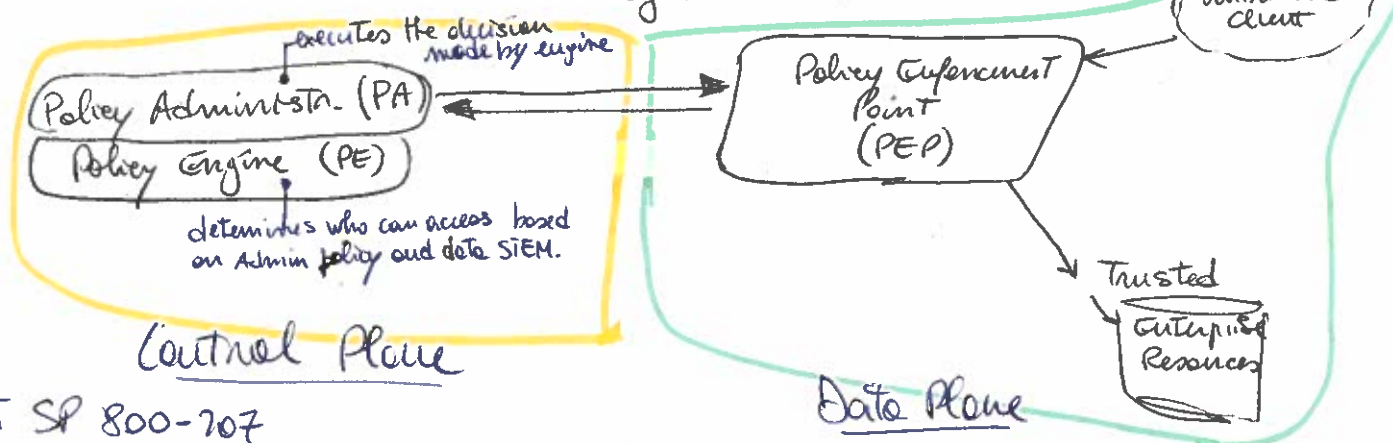 executes the decision
made by engine
Policy Administr. (PA)
Policy Engine (PE)
determines who can access based
on Admin policy and data SIEM.
Control Plane
SP 800-207
client
Policy Enforcement
Point
(PEP)
Trusted
Enterprise
Resources
Data Plane